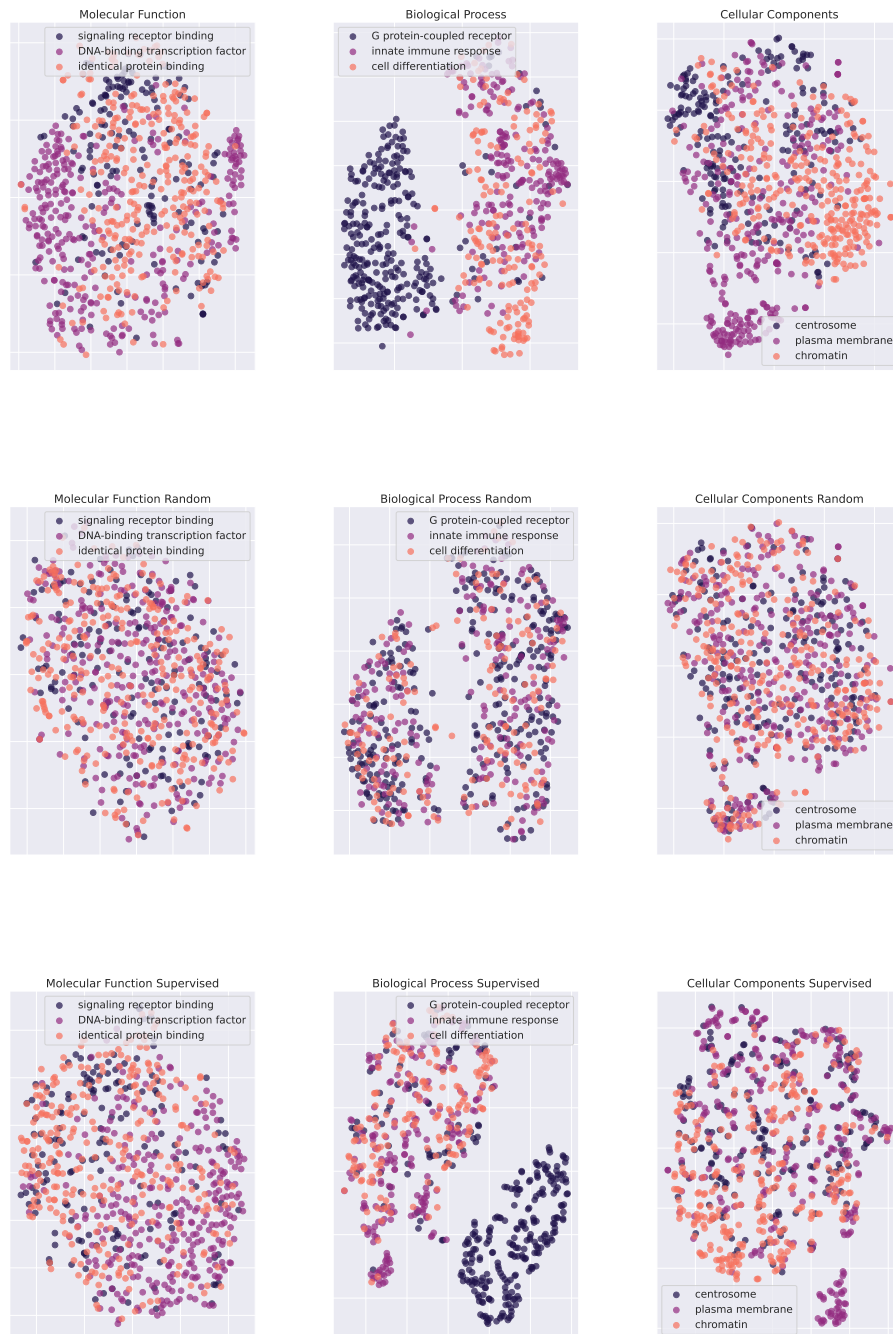 Molecular Function
signaling receptor binding
DNA-binding transcription factor
identical protein binding
Biological Process
G protein-coupled receptor
innate immune response
cell differentiation
Cellular Components
centrosome
plasma membrane
chromatin
Molecular Function Random
signaling receptor binding
DNA-binding transcription factor
identical protein binding
Biological Process Random
G protein-coupled receptor
innate immune response
cell differentiation
Cellular Components Random
centrosome
plasma membrane
chromatin
Molecular Function Supervised
signaling receptor binding
DNA-binding transcription factor
identical protein binding
Biological Process Supervised
G protein-coupled receptor
innate immune response
cell differentiation
Cellular Components Supervised
centrosome
plasma membrane
chromatin